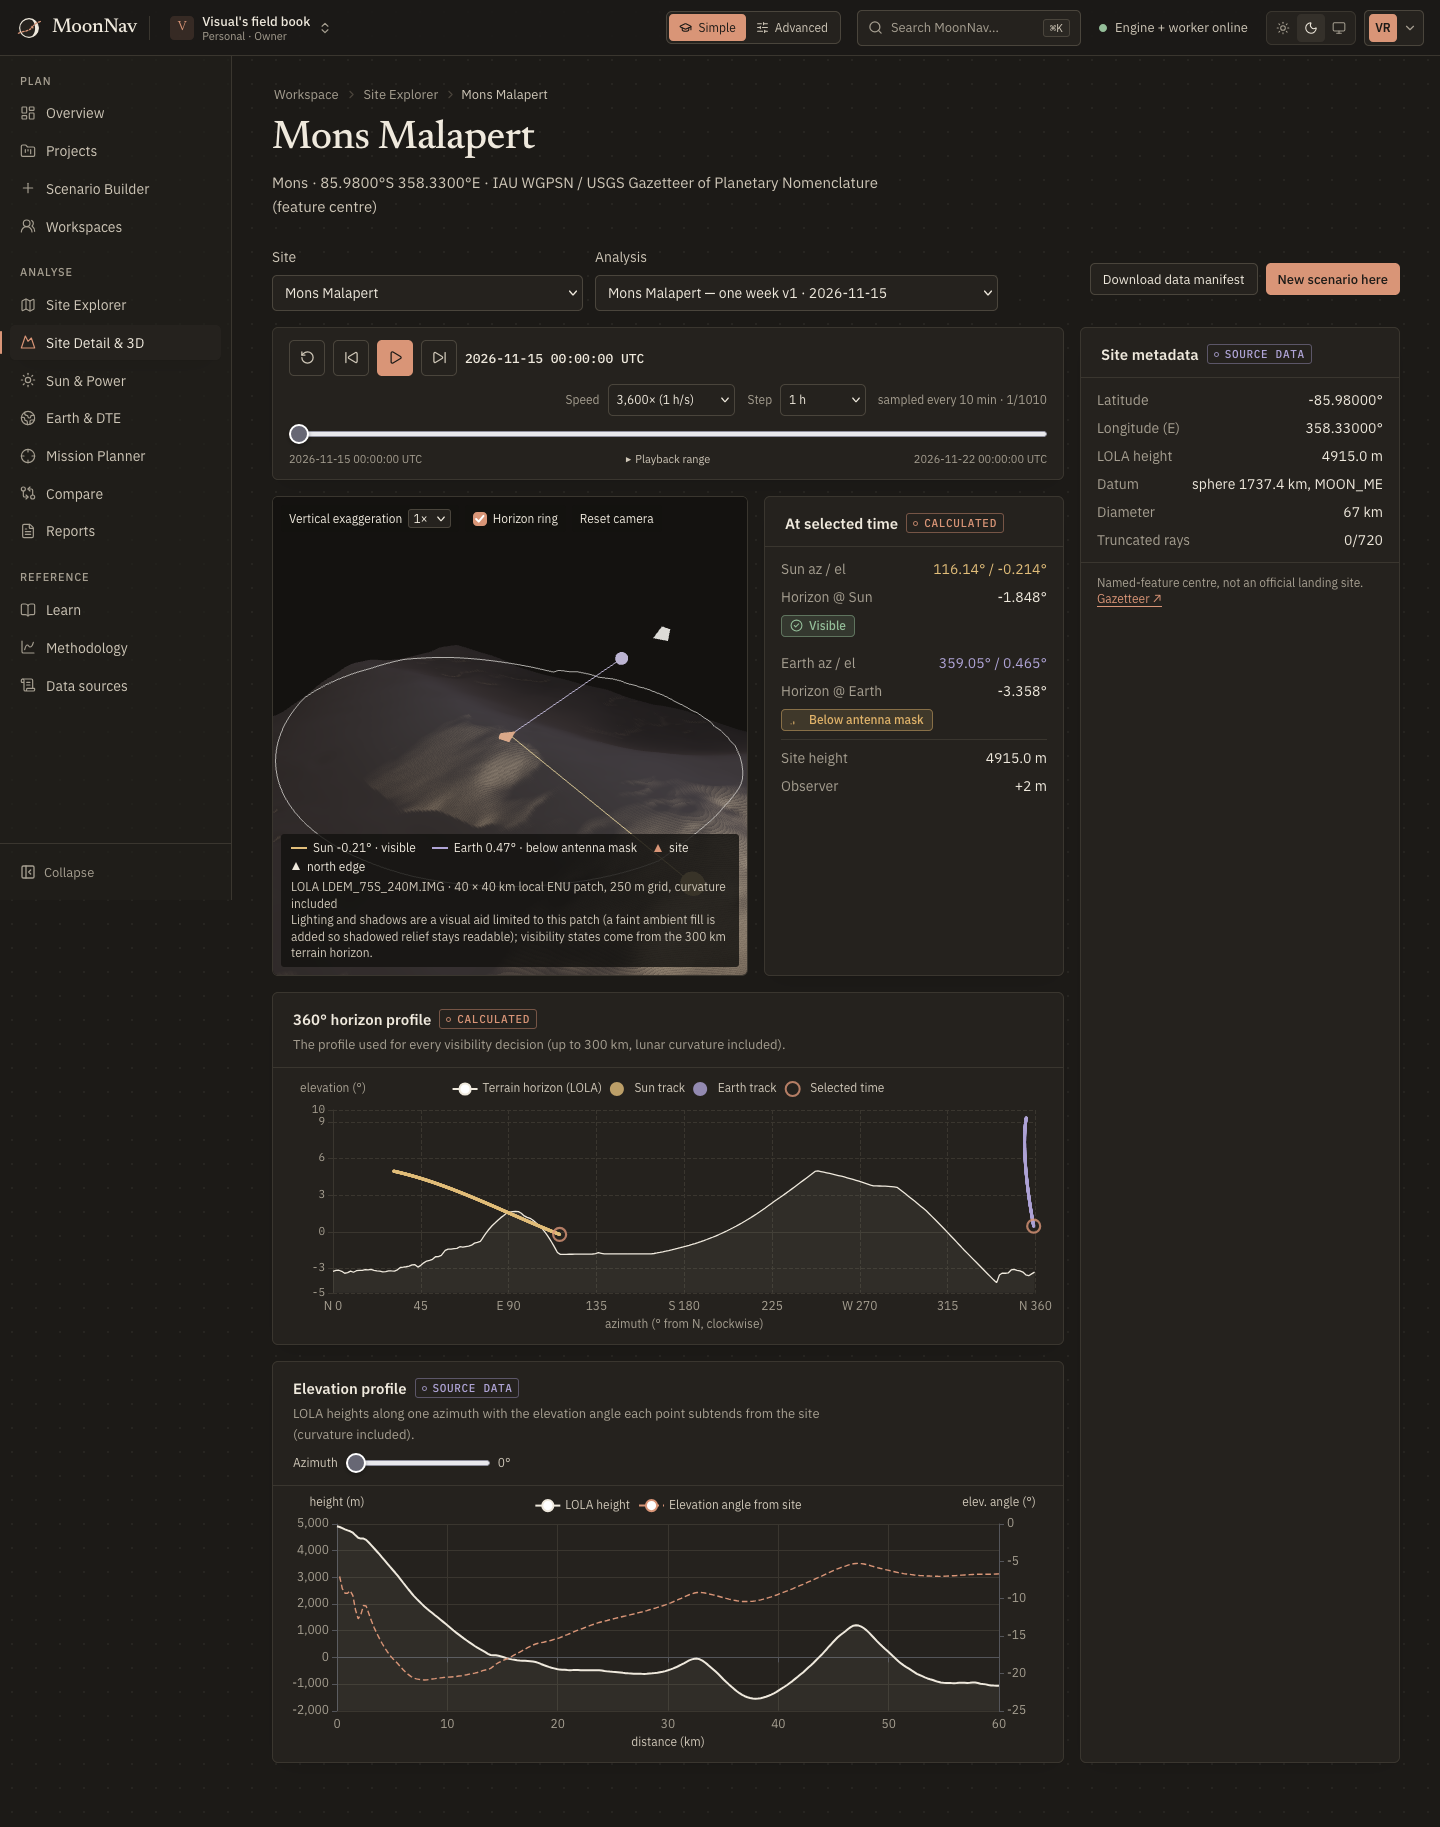 MoonNav
V
Visual's field book
Personal · Owner
Simple
Advanced
Search MoonNav...
⌘K
Engine + worker online
VR
PLAN
Overview
Projects
Scenario Builder
Workspaces
ANALYSE
Site Explorer
Site Detail & 3D
Sun & Power
Earth & DTE
Mission Planner
Compare
Reports
REFERENCE
Learn
Methodology
Data sources
Collapse
Workspace > Site Explorer > Mons Malapert
Mons Malapert
Mons · 85.9800°S 358.3300°E · IAU WGPSN / USGS Gazetteer of Planetary Nomenclature
(feature centre)
Site
Mons Malapert
Analysis
Mons Malapert — one week v1 · 2026-11-15
Download data manifest
New scenario here
2026-11-15 00:00:00 UTC
Speed 3,600× (1 h/s) Step 1 h sampled every 10 min · 1/1010
2026-11-15 00:00:00 UTC
▸ Playback range
2026-11-22 00:00:00 UTC
Vertical exaggeration 1× Horizon ring Reset camera
Sun -0.21° · visible Earth 0.47° · below antenna mask ▲ site
▲ north edge
LOLA LDEM_75S_240M.IMG · 40 × 40 km local ENU patch, 250 m grid, curvature
included
Lighting and shadows are a visual aid limited to this patch (a faint ambient fill is
added so shadowed relief stays readable); visibility states come from the 300 km
terrain horizon.
At selected time CALCULATED
Sun az / el 116.14° / -0.214°
Horizon @ Sun -1.848°
Visible
Earth az / el 359.05° / 0.465°
Horizon @ Earth -3.358°
Below antenna mask
Site height 4915.0 m
Observer +2 m
Site metadata SOURCE DATA
Latitude -85.98000°
Longitude (E) 358.33000°
LOLA height 4915.0 m
Datum sphere 1737.4 km, MOON_ME
Diameter 67 km
Truncated rays 0/720
Named-feature centre, not an official landing site.
Gazetteer ↗
360° horizon profile CALCULATED
The profile used for every visibility decision (up to 300 km, lunar curvature included).
elevation (°)
Terrain horizon (LOLA) Sun track Earth track Selected time
10
9
6
3
0
-3
-5
N 0 45 E 90 135 S 180 225 W 270 315 N 360
azimuth (° from N, clockwise)
Elevation profile SOURCE DATA
LOLA heights along one azimuth with the elevation angle each point subtends from the site
(curvature included).
Azimuth 0°
height (m)
LOLA height Elevation angle from site
elev. angle (°)
5,000
4,000
3,000
2,000
1,000
0
-1,000
-2,000
0
-5
-10
-15
-20
-25
0 10 20 30 40 50 60
distance (km)